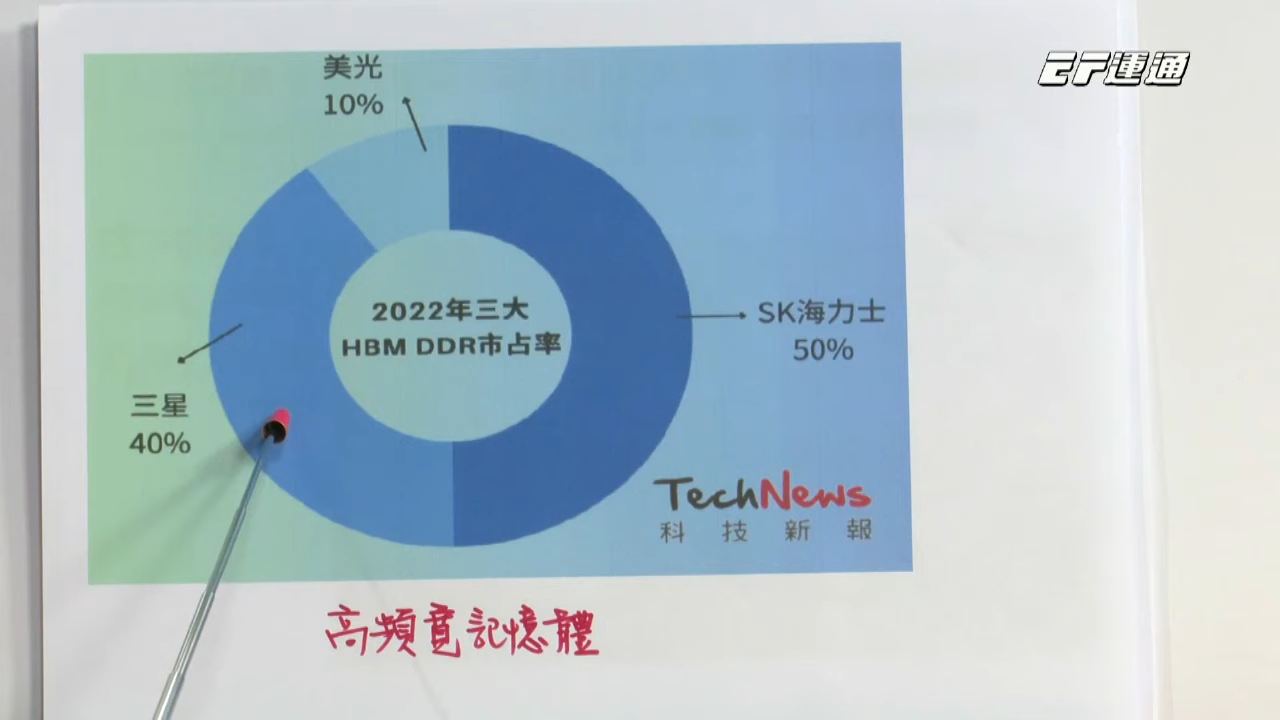 EF運通
美光
10%
2022年三大
HBM DDR市占率
SK海力士
50%
三星
40%
TechNews
科技新報
高頻寬記憶體